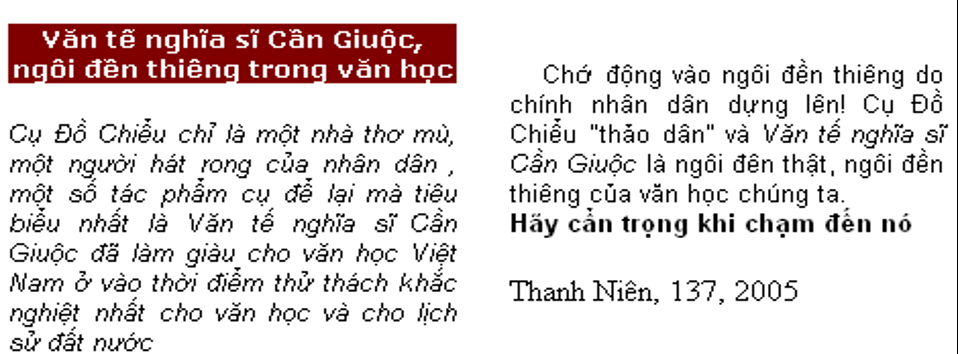 Văn tế nghĩa sĩ Cần Giuộc,
ngôi đền thiêng trong văn học
Cụ Đồ Chiểu chỉ là một nhà thơ mù,
một người hát rong của nhân dân ,
một số tác phẩm cụ để lại mà tiêu
biểu nhất là Văn tế nghĩa sĩ Cần
Giuộc đã làm giàu cho văn học Việt
Nam ở vào thời điểm thử thách khắc
nghiệt nhất cho văn học và cho lịch
sử đất nước
Chớ động vào ngôi đền thiêng do
chính nhân dân dựng lên! Cụ Đồ
Chiểu "thảo dân" và Văn tế nghĩa sĩ
Cần Giuộc là ngôi đên thật, ngôi đền
thiêng của văn học chúng ta.
Hãy cẩn trọng khi chạm đến nó
Thanh Niên, 137, 2005